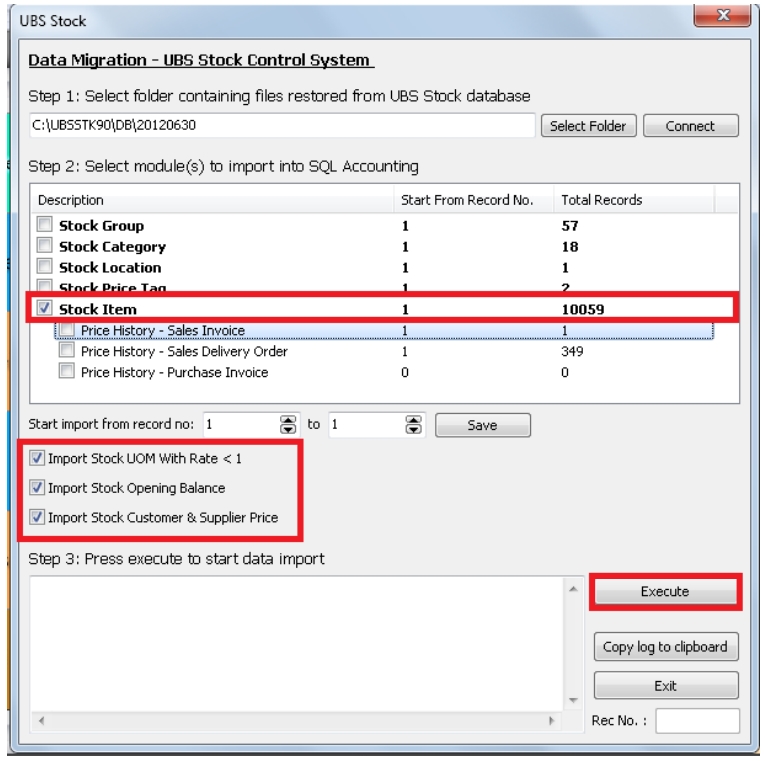 UBS Stock
Data Migration - UBS Stock Control System
Step 1: Select folder containing files restored from UBS Stock database
C:\UBSSTK90\DB\20120630 Select Folder Connect
Step 2: Select module(s) to import into SQL Accounting
Description Start From Record No. Total Records
Stock Group 1 57
Stock Category 1 18
Stock Location 1 1
Stock Price Tag 1 2
Stock Item 1 10059
Price History - Sales Invoice 1 1
Price History - Sales Delivery Order 1 349
Price History - Purchase Invoice 0 0
Start import from record no: 1 to 1 Save
Import Stock UOM With Rate < 1
Import Stock Opening Balance
Import Stock Customer & Supplier Price
Step 3: Press execute to start data import
Execute
Copy log to clipboard
Exit
Rec No. :